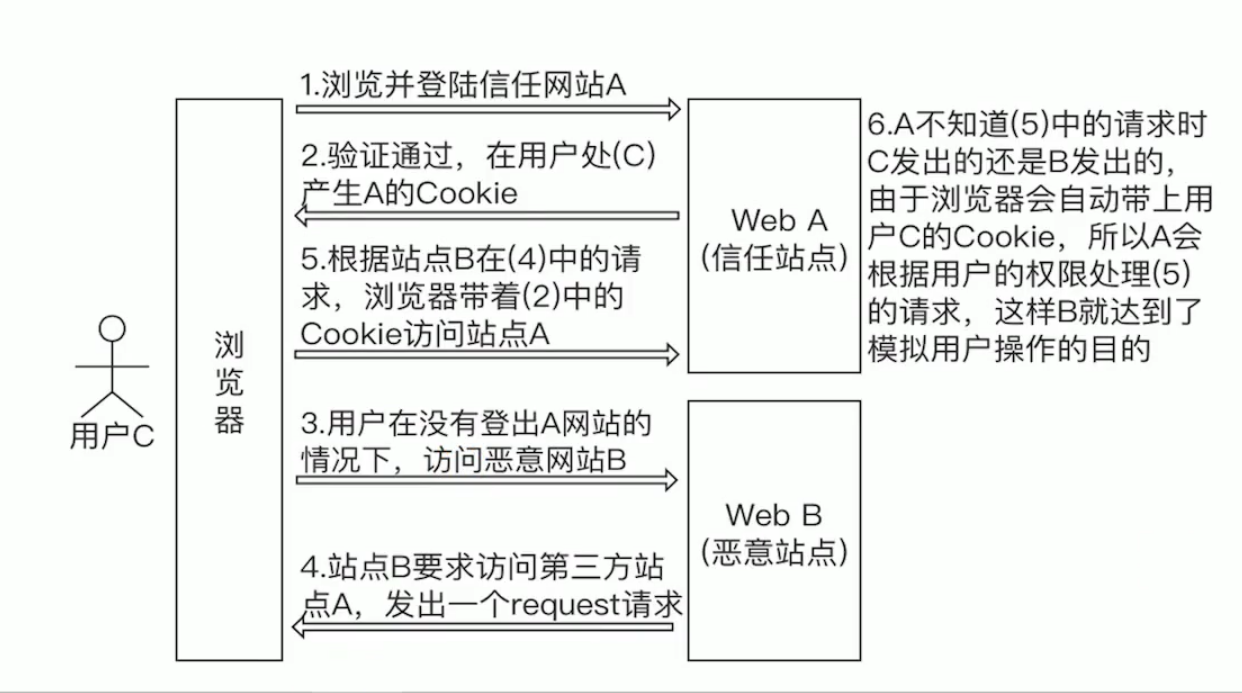 1.浏览并登陆信任网站A
2.验证通过，在用户处(C)
产生A的Cookie
5.根据站点B在(4)中的请
求，浏览器带着(2)中的
Cookie访问站点A
3.用户在没有登出A网站的
情况下，访问恶意网站B
4.站点B要求访问第三方站
点A，发出一个request请求
用户C
浏
览
器
Web A
(信任站点)
Web B
(恶意站点)
6.A不知道(5)中的请求时
C发出的还是B发出的，
由于浏览器会自动带上用
户C的Cookie，所以A会
根据用户的权限处理(5)
的请求，这样B就达到了
模拟用户操作的目的